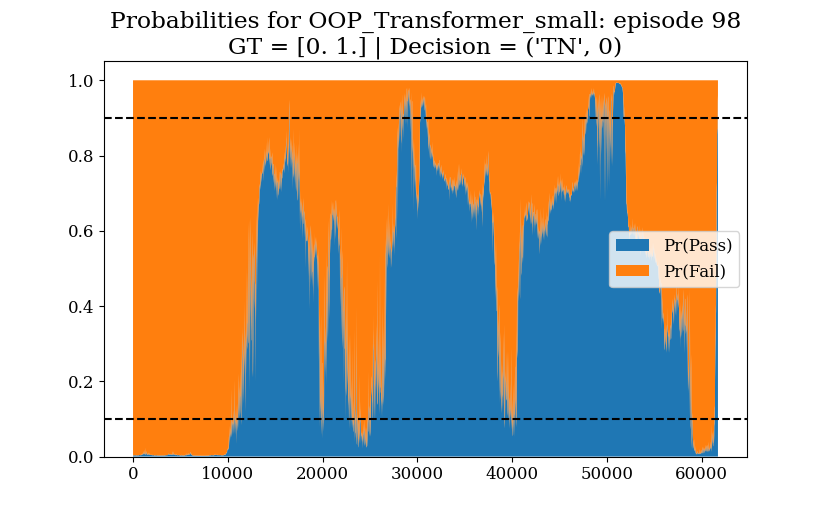 Probabilities for OOP_Transformer_small: episode 98
GT = [0. 1.] | Decision = ('TN', 0)
1.0
0.8
0.6
0.4
0.2
0.0
Pr(Pass)
Pr(Fail)
0 10000 20000 30000 40000 50000 60000